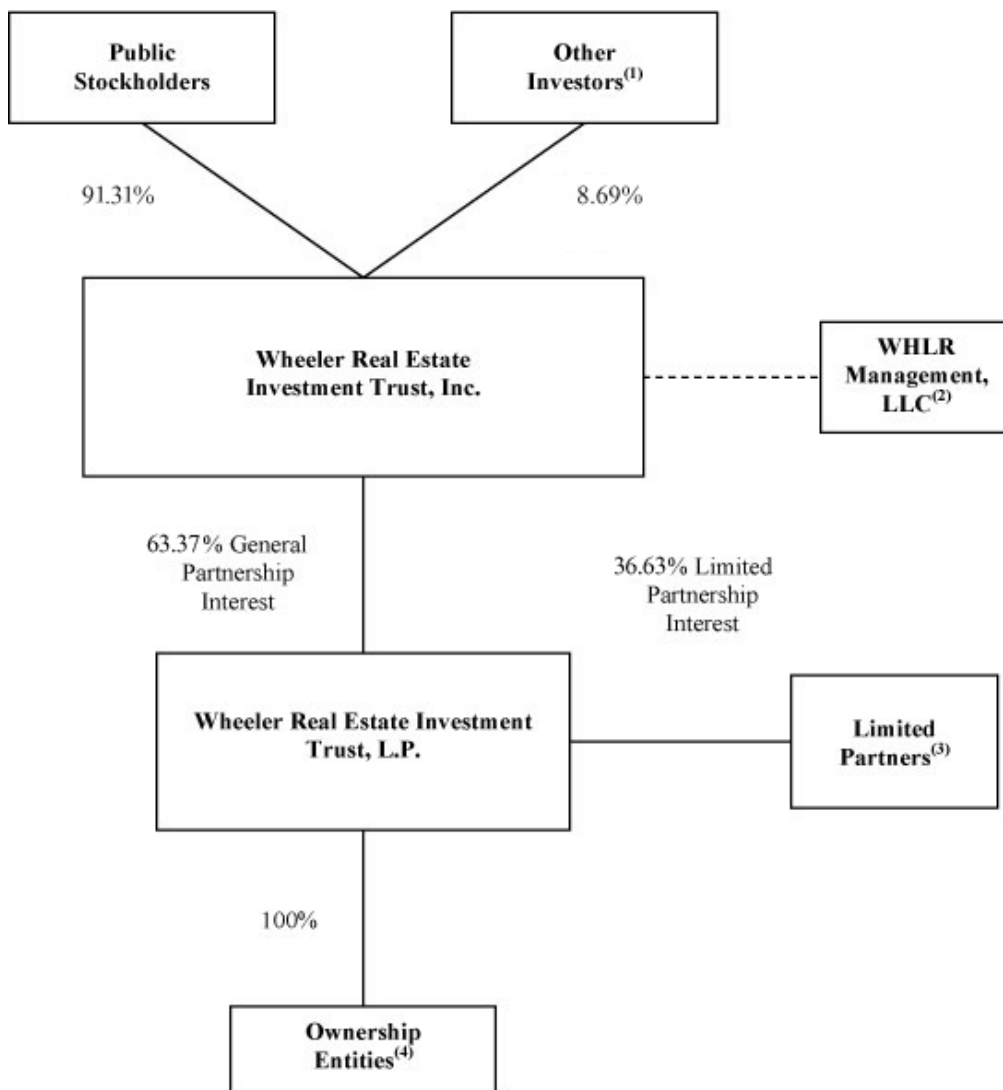 Public
Stockholders
Other
Investors(1)
91.31%
8.69%
Wheeler Real Estate
Investment Trust, Inc.
WHLR
Management,
LLC(2)
63.37% General
Partnership
Interest
36.63% Limited
Partnership
Interest
Wheeler Real Estate Investment
Trust, L.P.
Limited
Partners(3)
100%
Ownership
Entities(4)